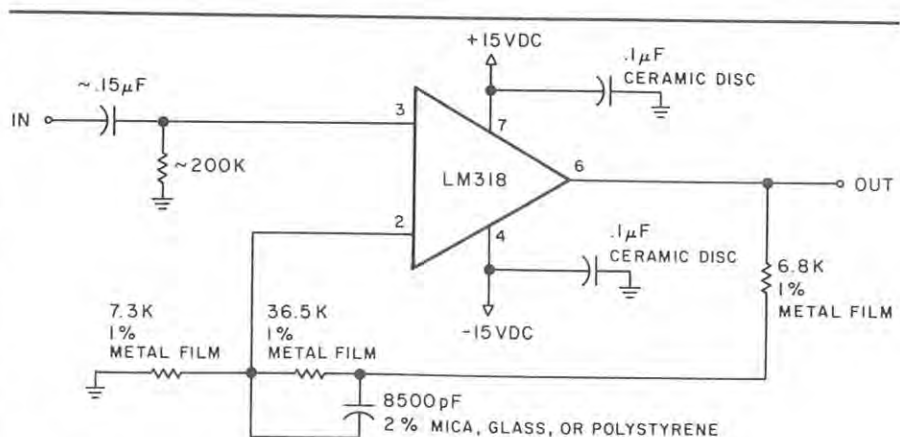 +15VDC
.1µF
CERAMIC DISC
~.15µF
IN
3
7
~200K
LM318
6
OUT
2
4
.1µF
CERAMIC DISC
6.8K
1%
METAL FILM
-15VDC
7.3K
1%
METAL FILM
36.5K
1%
METAL FILM
8500pF
2% MICA, GLASS, OR POLYSTYRENE